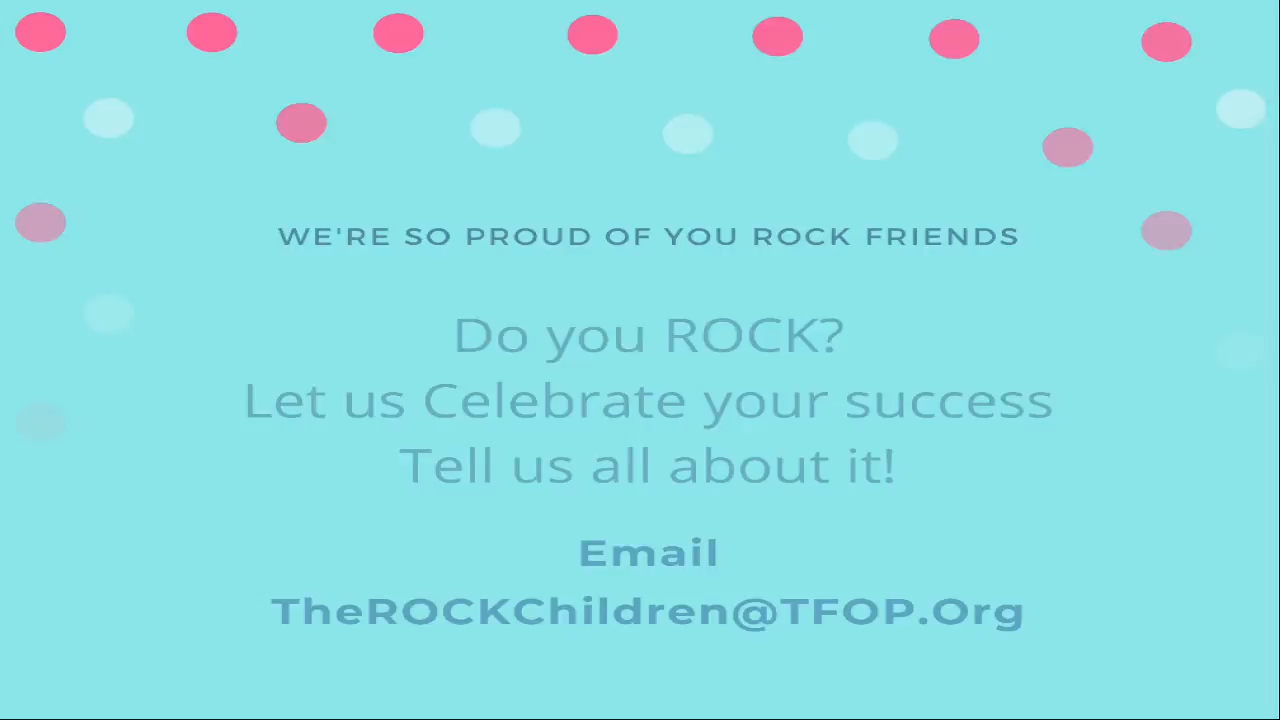 WE'RE SO PROUD OF YOU ROCK FRIENDS
Do you ROCK?
Let us Celebrate your success
Tell us all about it!
Email
TheROCKChildren@TFOP.Org